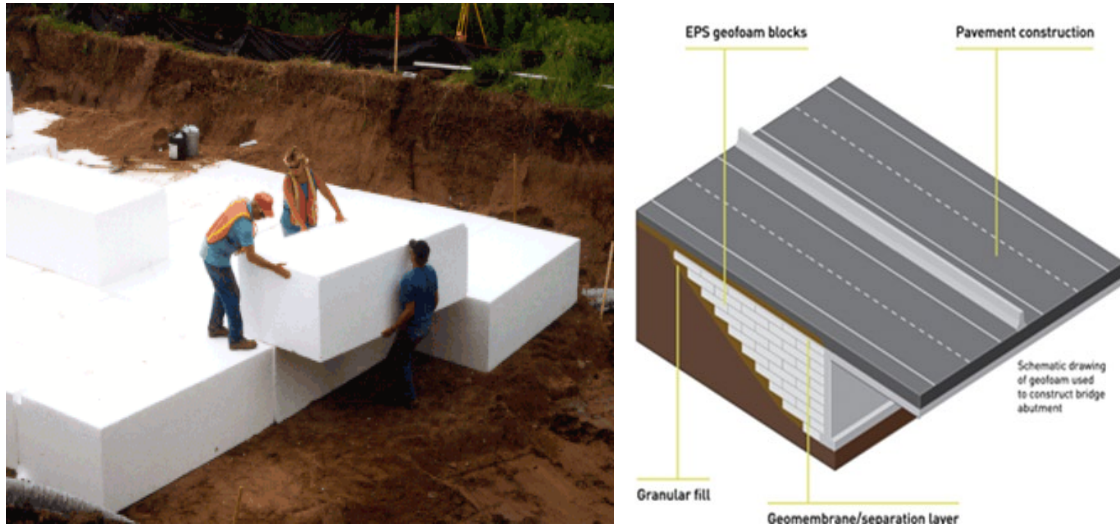 EPS geofoam blocks
Pavement construction
Schematic drawing
of geofoam used
to construct bridge
abutment
Granular fill
Geomembrane/separation layer